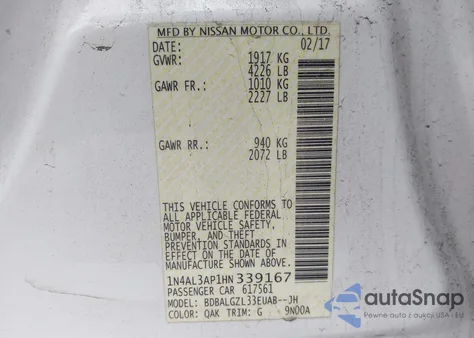 MFD BY NISSAN MOTOR CO., LTD.
DATE: 02/17
GVWR: 1917 KG
4226 LB
GAWR FR.: 1010 KG
2227 LB
GAWR RR.: 940 KG
2072 LB
THIS VEHICLE CONFORMS TO
ALL APPLICABLE FEDERAL
MOTOR VEHICLE SAFETY,
BUMPER, AND THEFT
PREVENTION STANDARDS IN
EFFECT ON THE DATE OF
MANUFACTURE SHOWN ABOVE.
1N4AL3AP1HN339167
PASSENGER CAR 617561
MODEL: BDBALGZL33EUAB--JH
COLOR: QAK TRIM: G 9N00A
autoSnap
Pewne auta z aukcji w USA i EU